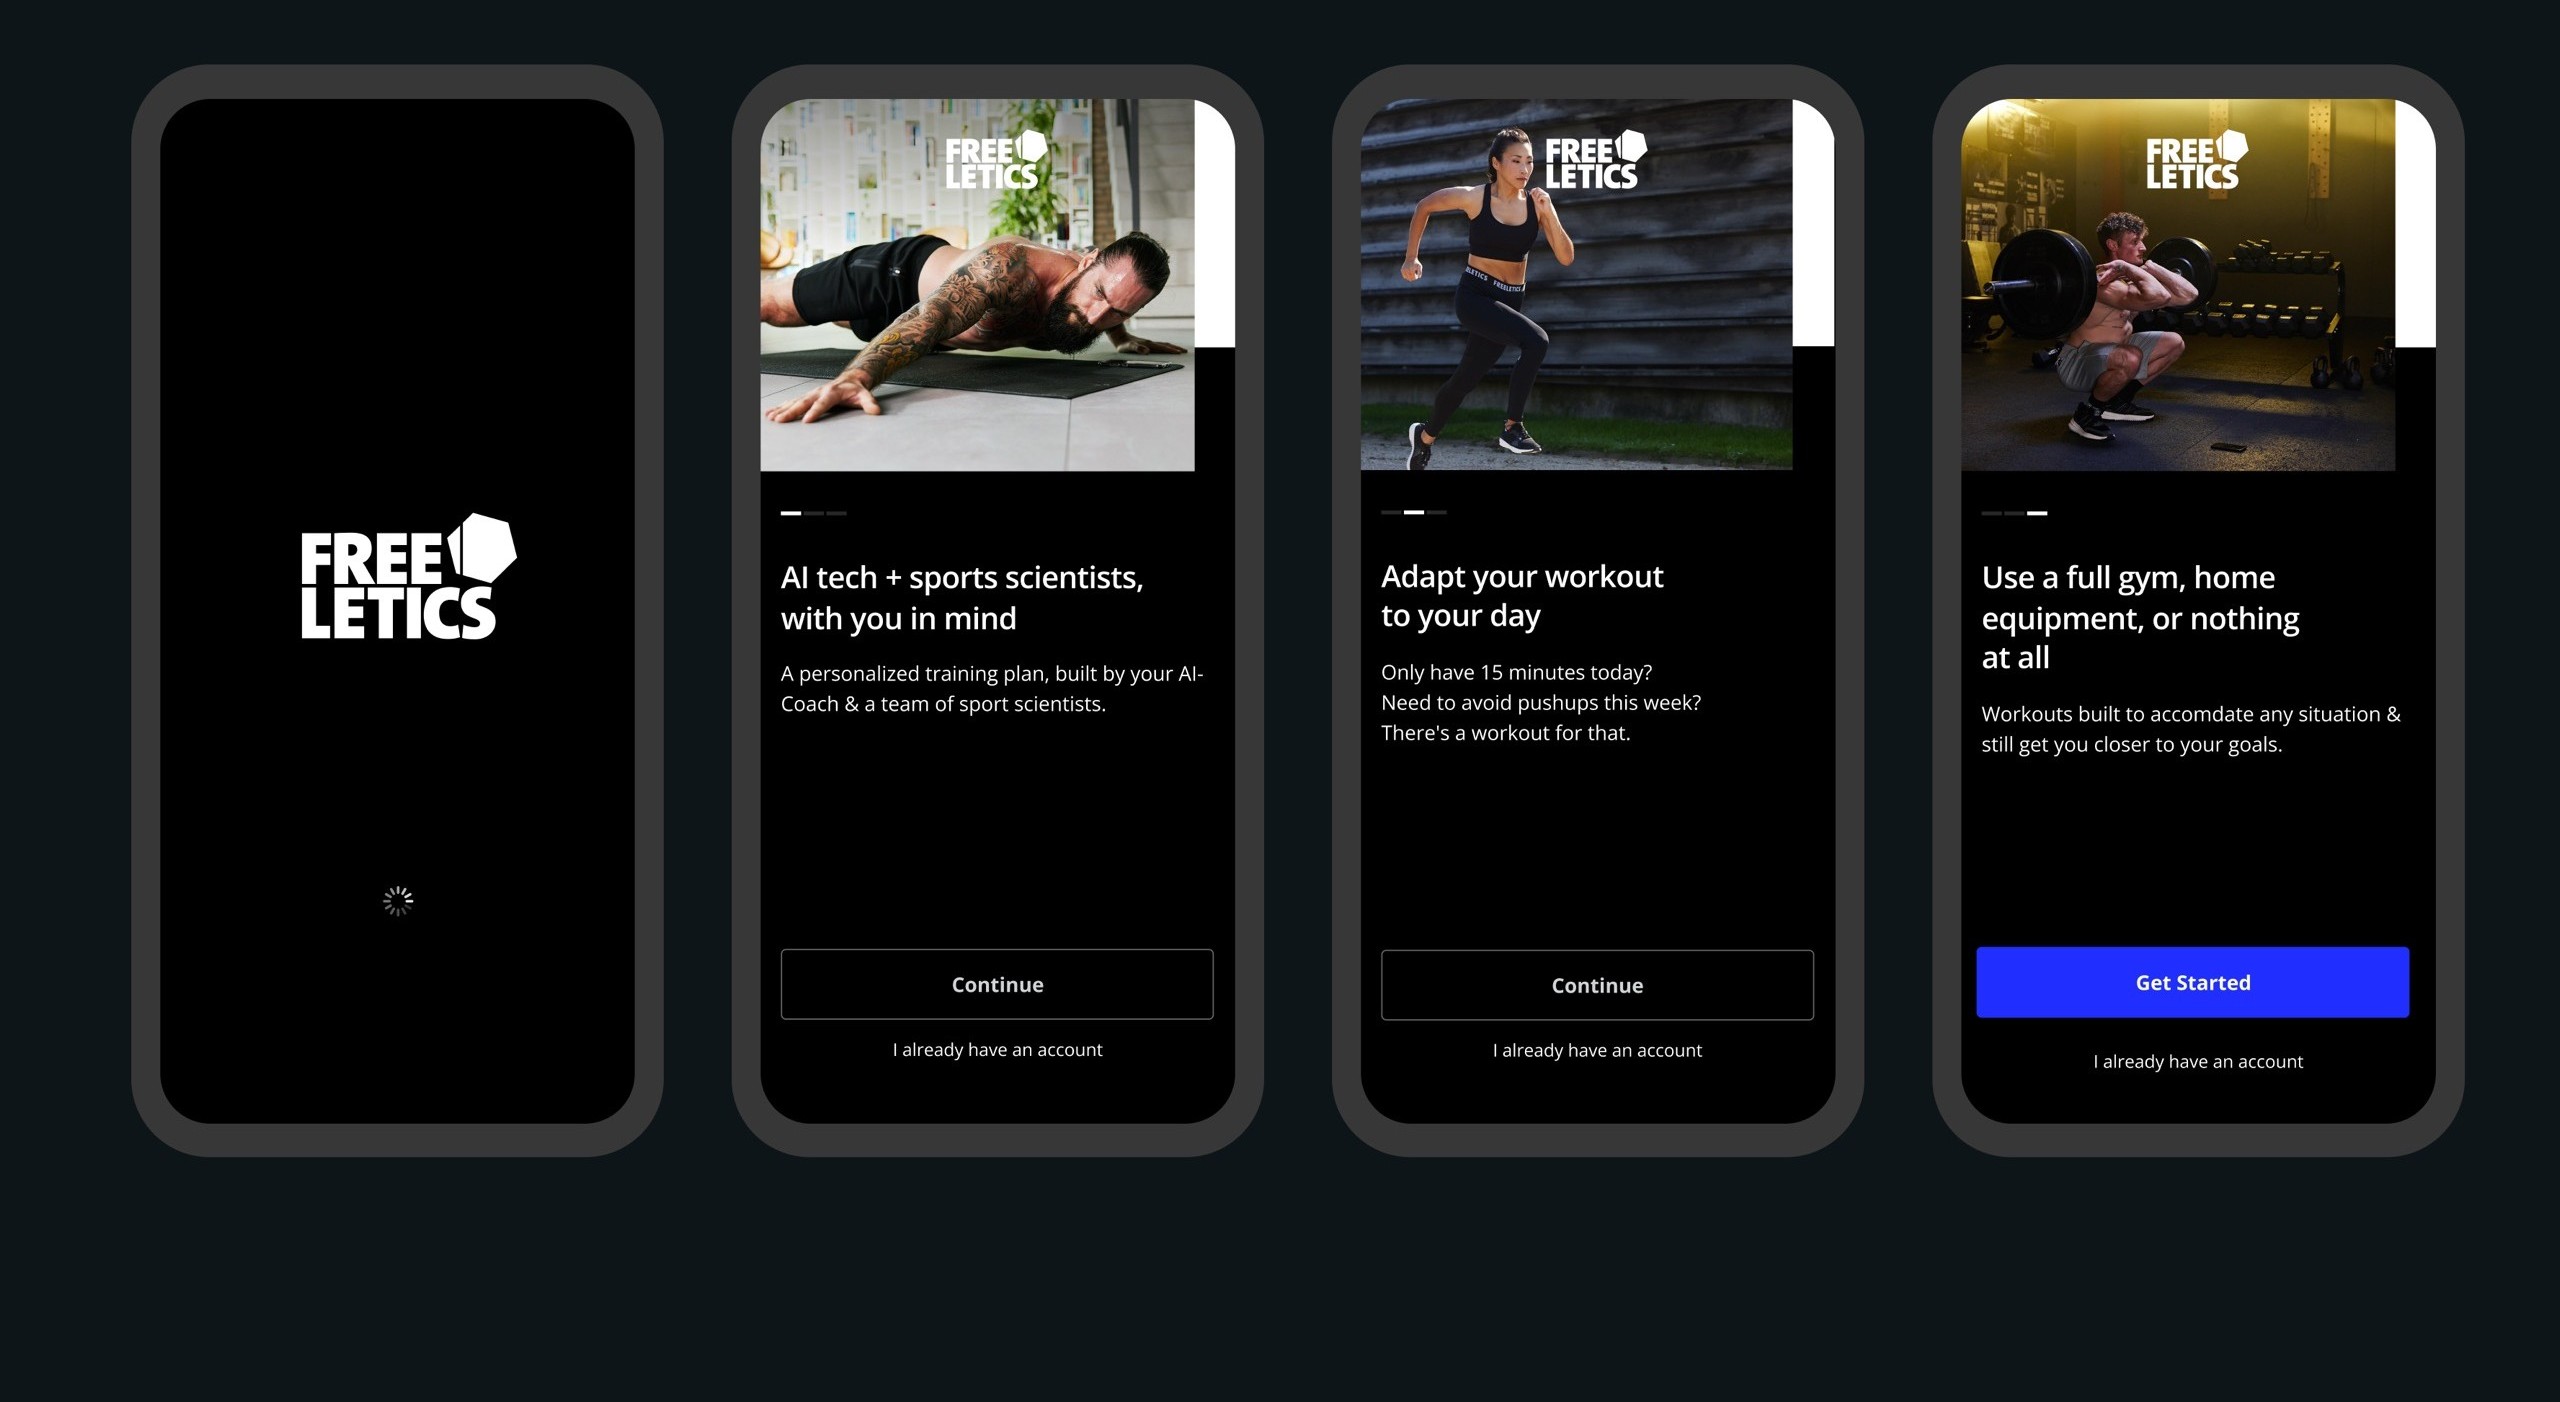 FREE
LETICS
FREE
LETICS
AI tech + sports scientists,
with you in mind
A personalized training plan, built by your AI-
Coach & a team of sport scientists.
Continue
I already have an account
FREE
LETICS
LETICS
FREELETICS
Adapt your workout
to your day
Only have 15 minutes today?
Need to avoid pushups this week?
There's a workout for that.
Continue
I already have an account
FREE
LETICS
Use a full gym, home
equipment, or nothing
at all
Workouts built to accomdate any situation &
still get you closer to your goals.
Get Started
I already have an account